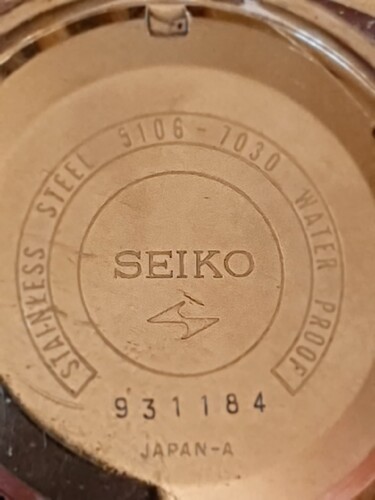 STAINLESS STEEL 5106-7030 WATER PROOF
SEIKO
931184
JAPAN-A